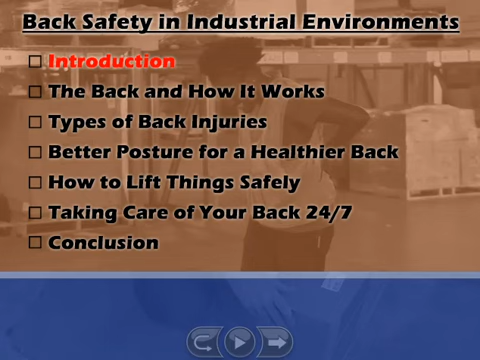 Back Safety in Industrial Environments
Introduction
The Back and How It Works
Types of Back Injuries
Better Posture for a Healthier Back
How to Lift Things Safely
Taking Care of Your Back 24/7
Conclusion